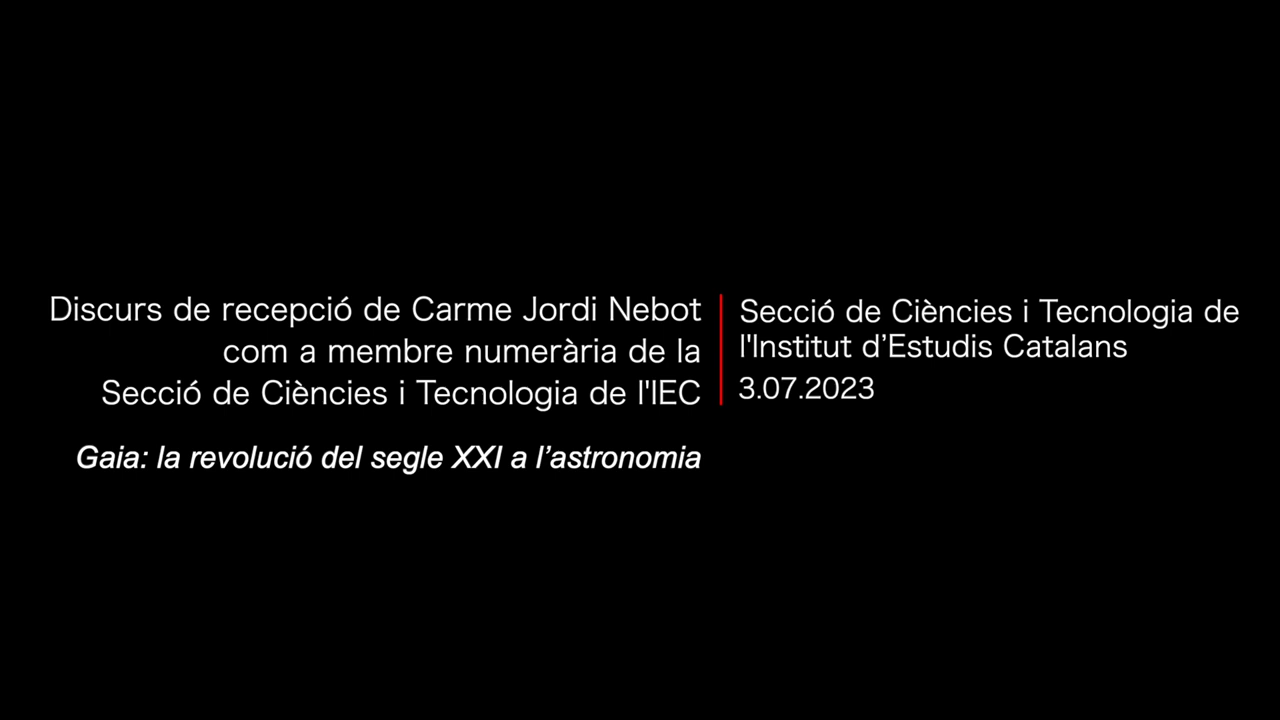 Discurs de recepció de Carme Jordi Nebot
com a membre numerària de la
Secció de Ciències i Tecnologia de l'IEC
Gaia: la revolució del segle XXI a l’astronomia
Secció de Ciències i Tecnologia de
l'Institut d’Estudis Catalans
3.07.2023